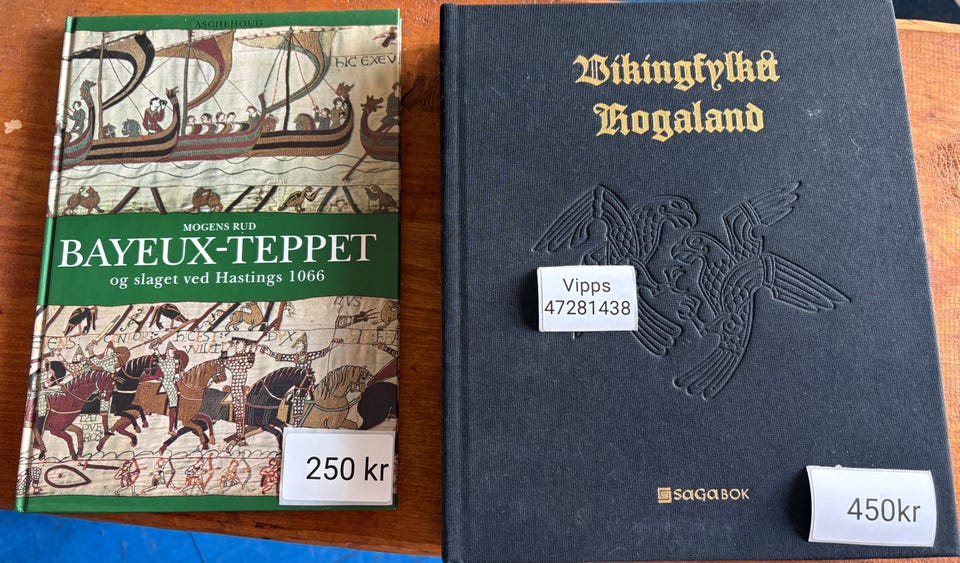 ASCHEHOUG
HIC EXEV
MOGENS RUD
BAYEUX-TEPPET
og slaget ved Hastings 1066
250 kr
Vikingfylket
Rogaland
Vipps
47281438
SAGABOK
450kr